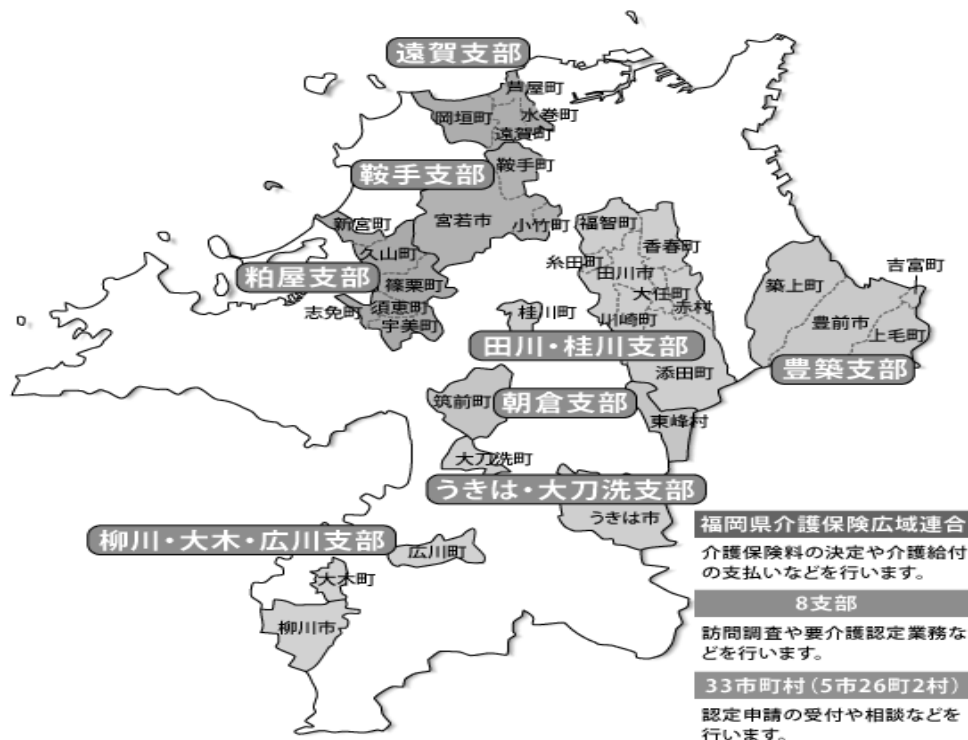 遠賀支部
芦屋町
岡垣町
水巻町
遠賀町
鞍手支部
鞍手町
宮若市
小竹町
新宮町
久山町
粕屋支部
篠栗町
志免町
須恵町
宇美町
福智町
香春町
糸田町
田川市
大任町
赤村
川崎町
桂川町
田川・桂川支部
添田町
吉富町
築上町
豊前市
上毛町
豊築支部
筑前町
朝倉支部
東峰村
大刀洗町
うきは・大刀洗支部
うきは市
柳川・大木・広川支部
広川町
大木町
柳川市
福岡県介護保険広域連合
介護保険料の決定や介護給付
の支払いなどを行います。
8支部
訪問調査や要介護認定業務な
どを行います。
33市町村(5市26町2村)
認定申請の受付や相談などを
行います。